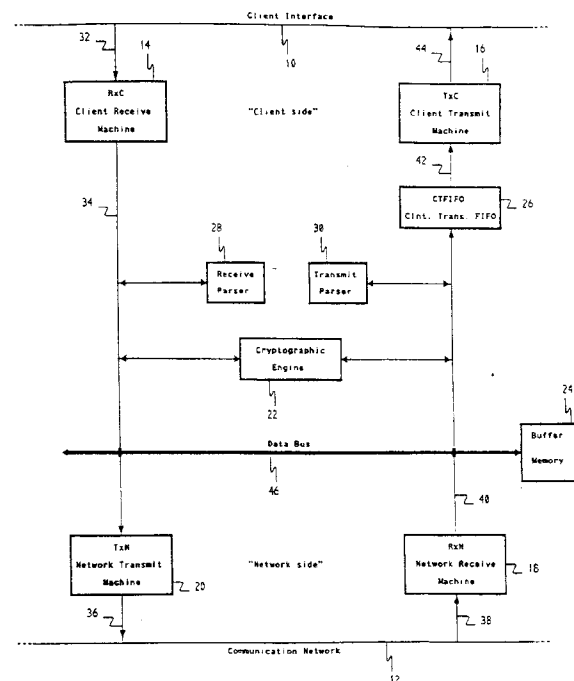 Client Interface
32
14
10
44
16
RxC
Client Receive
Machine
"Client side"
TxC
Client Transmit
Machine
42
34
CTFIFO
Clnt. Trans. FIFO
26
28
30
Receive
Parser
Transmit
Parser
Cryptographic
Engine
22
24
Data Bus
Buffer
Memory
46
40
TxN
Network Transmit
Machine
"Network side"
RxN
Network Receive
Machine
20
18
36
38
Communication Network
12